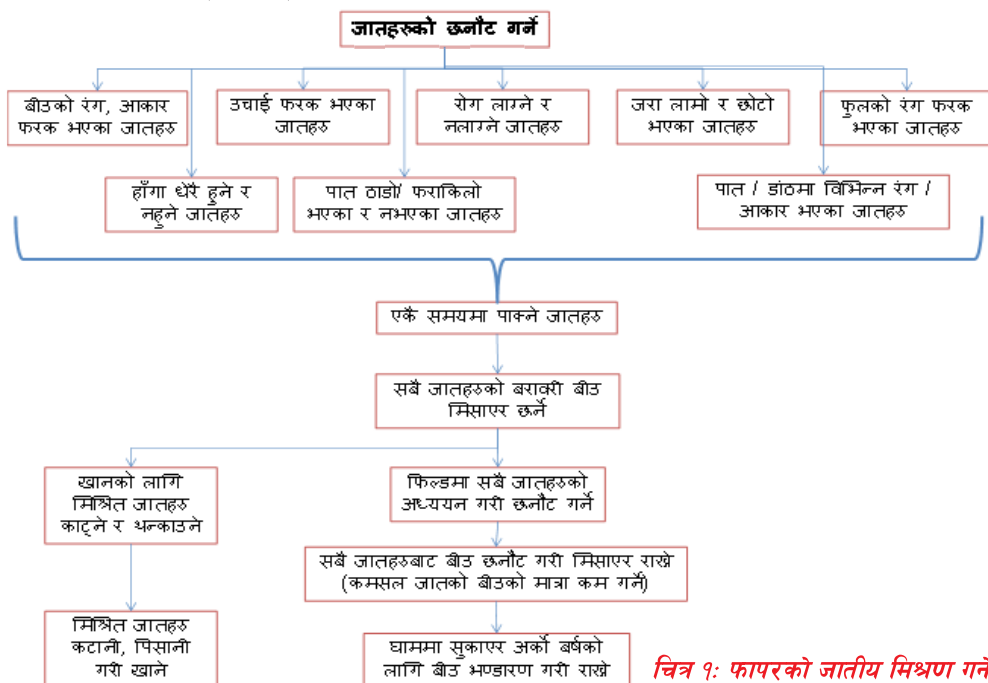 जातहरुको छनौट गर्ने
बीउको रंग, आकार
फरक भएका जातहरु
उचाई फरक भएका
जातहरु
रोग लाग्ने र
नलाग्ने जातहरु
जरा लामो र छोटो
भएका जातहरु
फुलको रंग फरक
भएका जातहरु
हाँगा धेरै हुने र
नहुने जातहरु
पात ठाडो/ फराकिलो
भएका र नभएका जातहरु
पात / डांठमा विभिन्न रंग /
आकार भएका जातहरु
एकै समयमा पाक्ने जातहरु
सबै जातहरुको बरावरी बीउ
मिसाएर छर्ने
खानको लागि
मिश्रित जातहरु
काट्ने र थन्काउने
फिल्डमा सबै जातहरुको
अध्ययन गरी छनौट गर्ने
सबै जातहरुबाट बीउ छनौट गरी मिसाएर राख्ने
(कमसल जातको बीउको मात्रा कम गर्ने)
मिश्रित जातहरु
कटानी, पिसानी
गरी खाने
घाममा सुकाएर अर्को बर्षको
लागि बीउ भण्डारण गरी राख्ने
चित्र १: फापरको जातीय मिश्रण गर्ने